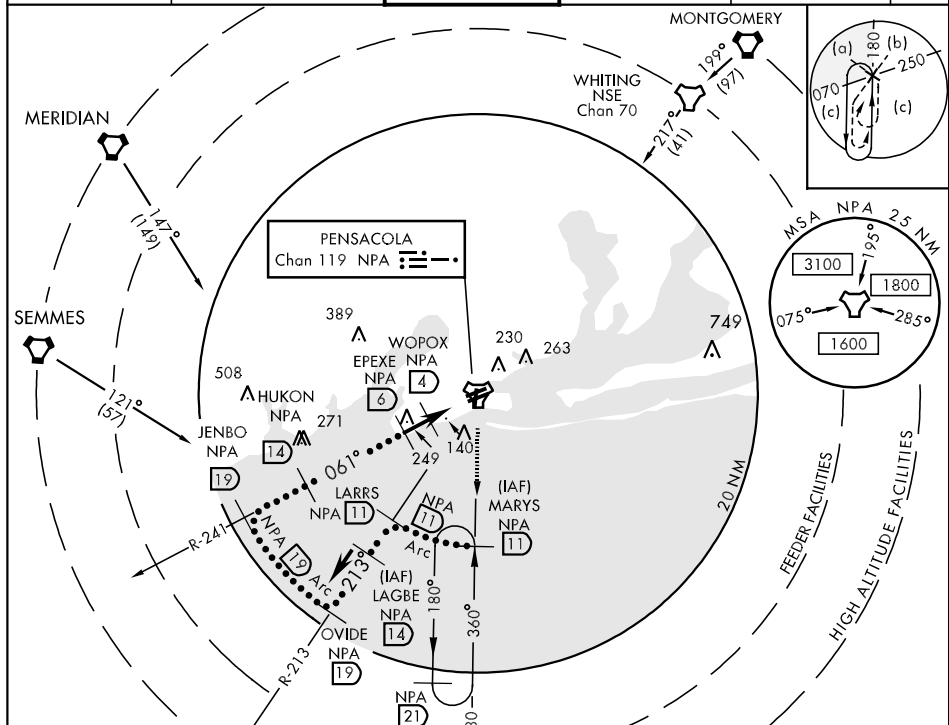 MONTGOMERY
199°
(97)
WHITING
NSE
Chan 70
217°
(41)
MERIDIAN
147°
(149)
(a)
180
(b)
250
070
(c)
(c)
PENSACOLA
Chan 119 NPA
MSA NPA 25 NM
195°
3100
1800
075°
285°
1600
SEMMES
121°
(57)
389
WOPOX
NPA
4
230
263
749
EPEXE
NPA
6
508
HUKON
NPA
14
271
JENBO
NPA
19
061°
249
140
20 NM
LARRS
NPA 11
NPA
11
Arc
(IAF)
MARYS
NPA
11
R-241
NPA 19 Arc
213°
(IAF)
LAGBE
NPA
14
180°
360°
OVIDE
NPA
19
R-213
NPA
21
FEEDER FACILITIES
HIGH ALTITUDE FACILITIES